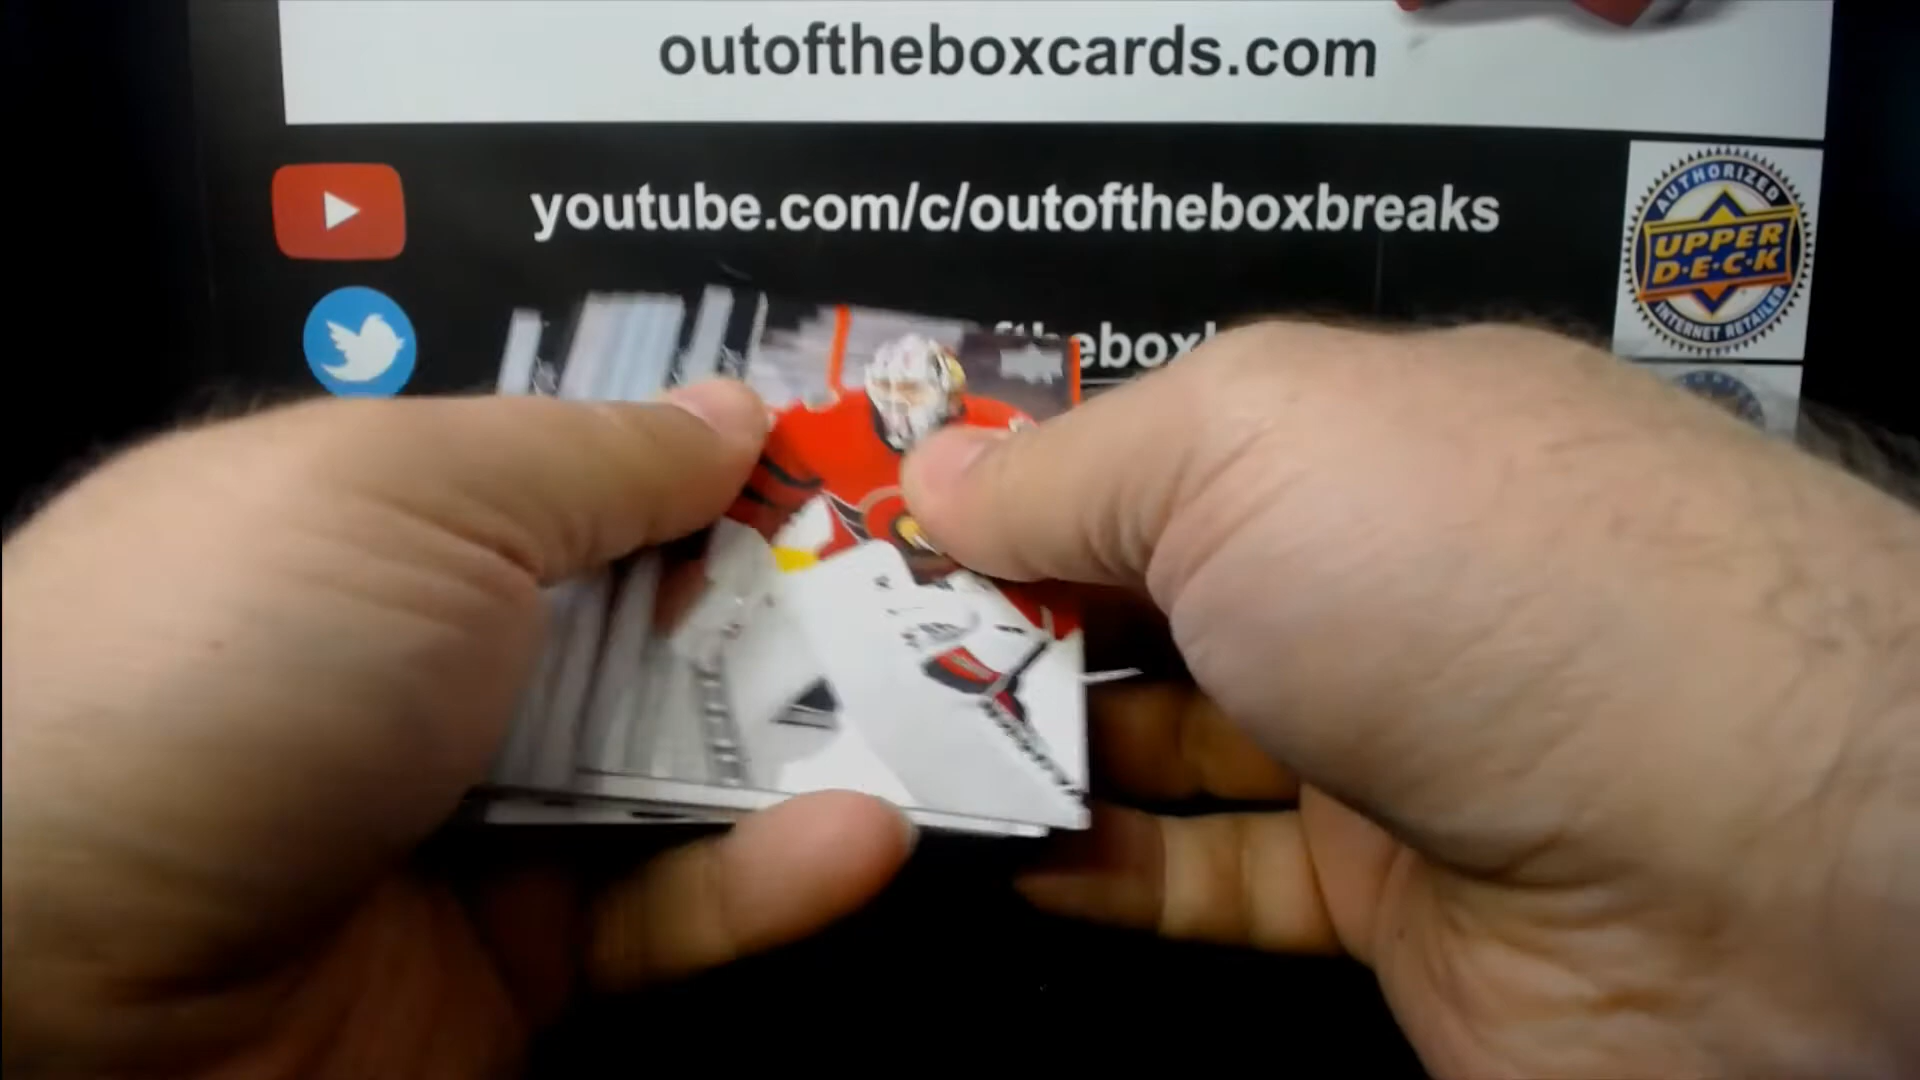 outoftheboxcards.com
youtube.com/c/outoftheboxbreaks
AUTHORIZED
UPPER
D·E·C·K
INTERNET RETAILER